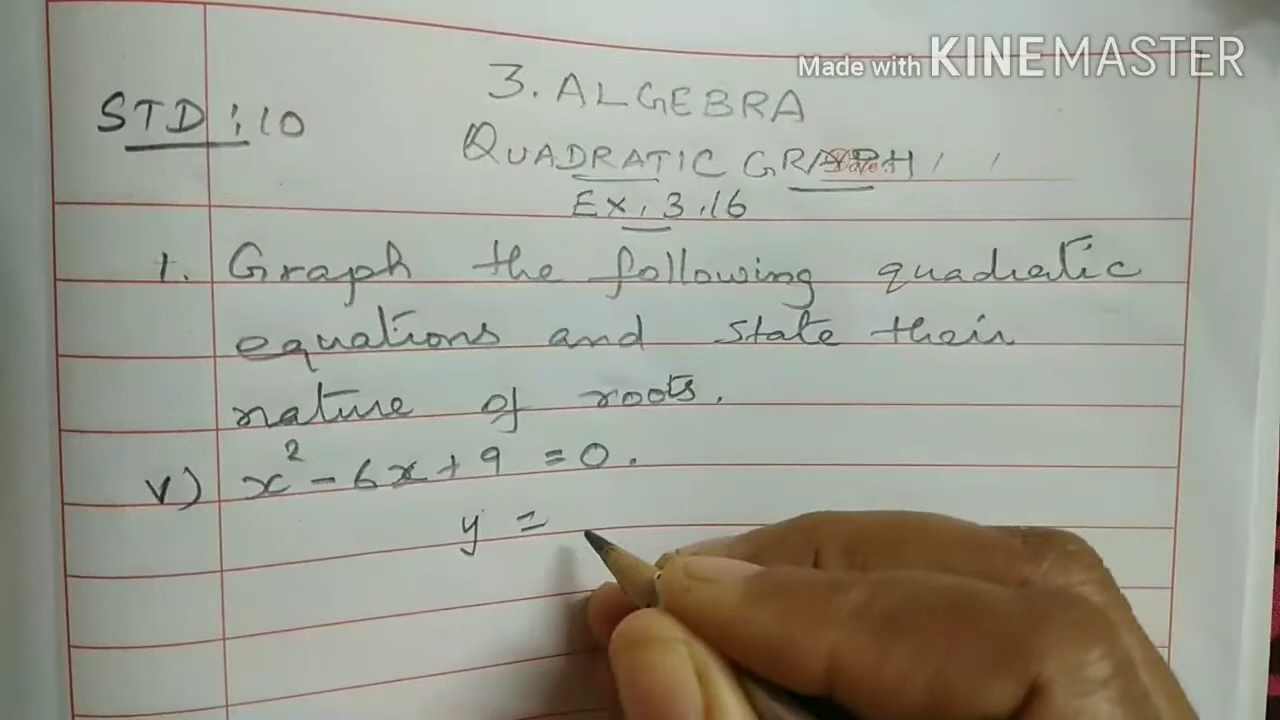 Made with KINEMASTER
3. ALGEBRA
STD : 10
QUADRATIC GRAPH
Date : / /
Ex. 3.16
1. Graph the following quadratic
equations and state their
nature of roots.
v) x² - 6x + 9 = 0.
y =